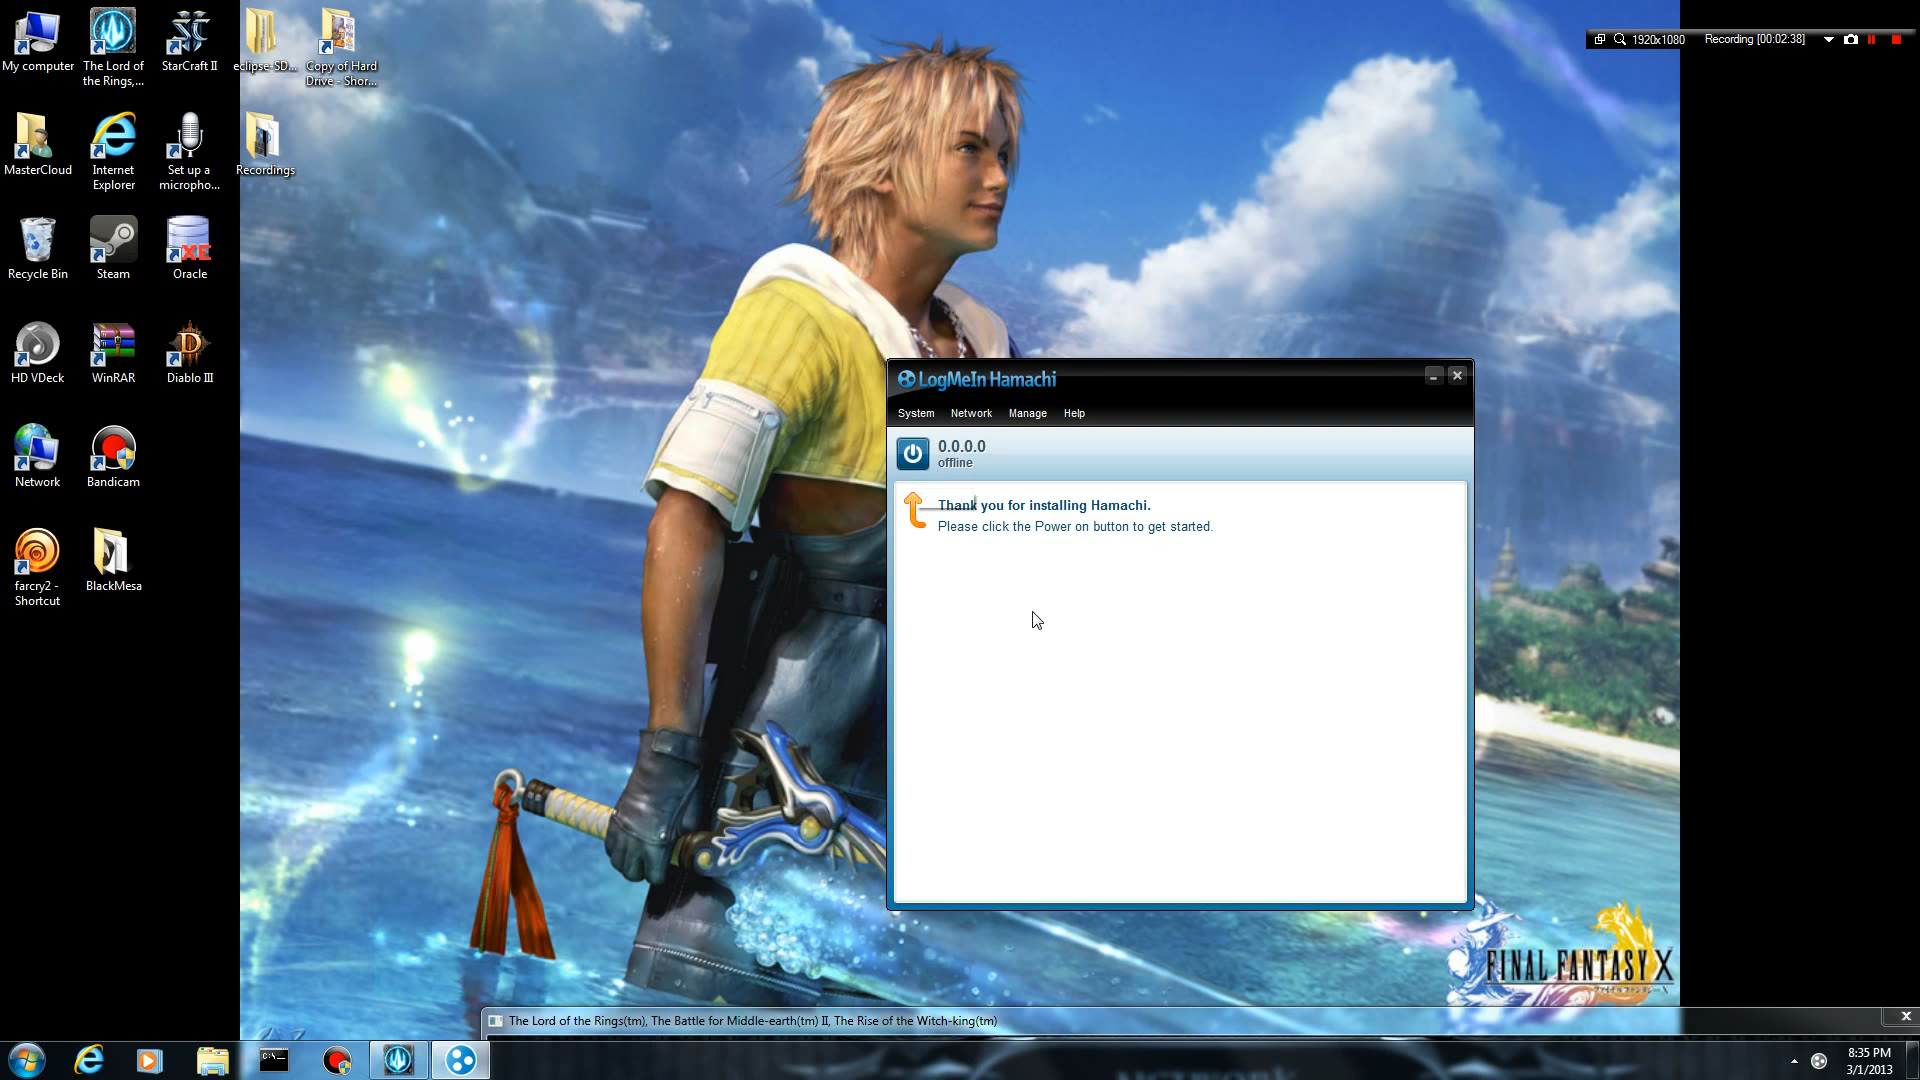 My computer
The Lord of
the Rings,...
StarCraft II
eclipse-SD...
Copy of Hard
Drive - Shor...
1920x1080
Recording [00:02:38]
MasterCloud
Internet
Explorer
Set up a
micropho...
Recordings
Recycle Bin
Steam
XE
Oracle
HD VDeck
WinRAR
D
Diablo III
LogMeIn Hamachi
System Network Manage Help
0.0.0.0
offline
Network
Bandicam
Thank you for installing Hamachi.
Please click the Power on button to get started.
farcry2 -
Shortcut
BlackMesa
FINAL FANTASY X
The Lord of the Rings(tm), The Battle for Middle-earth(tm) II, The Rise of the Witch-king(tm)
C:\
8:35 PM
3/1/2013